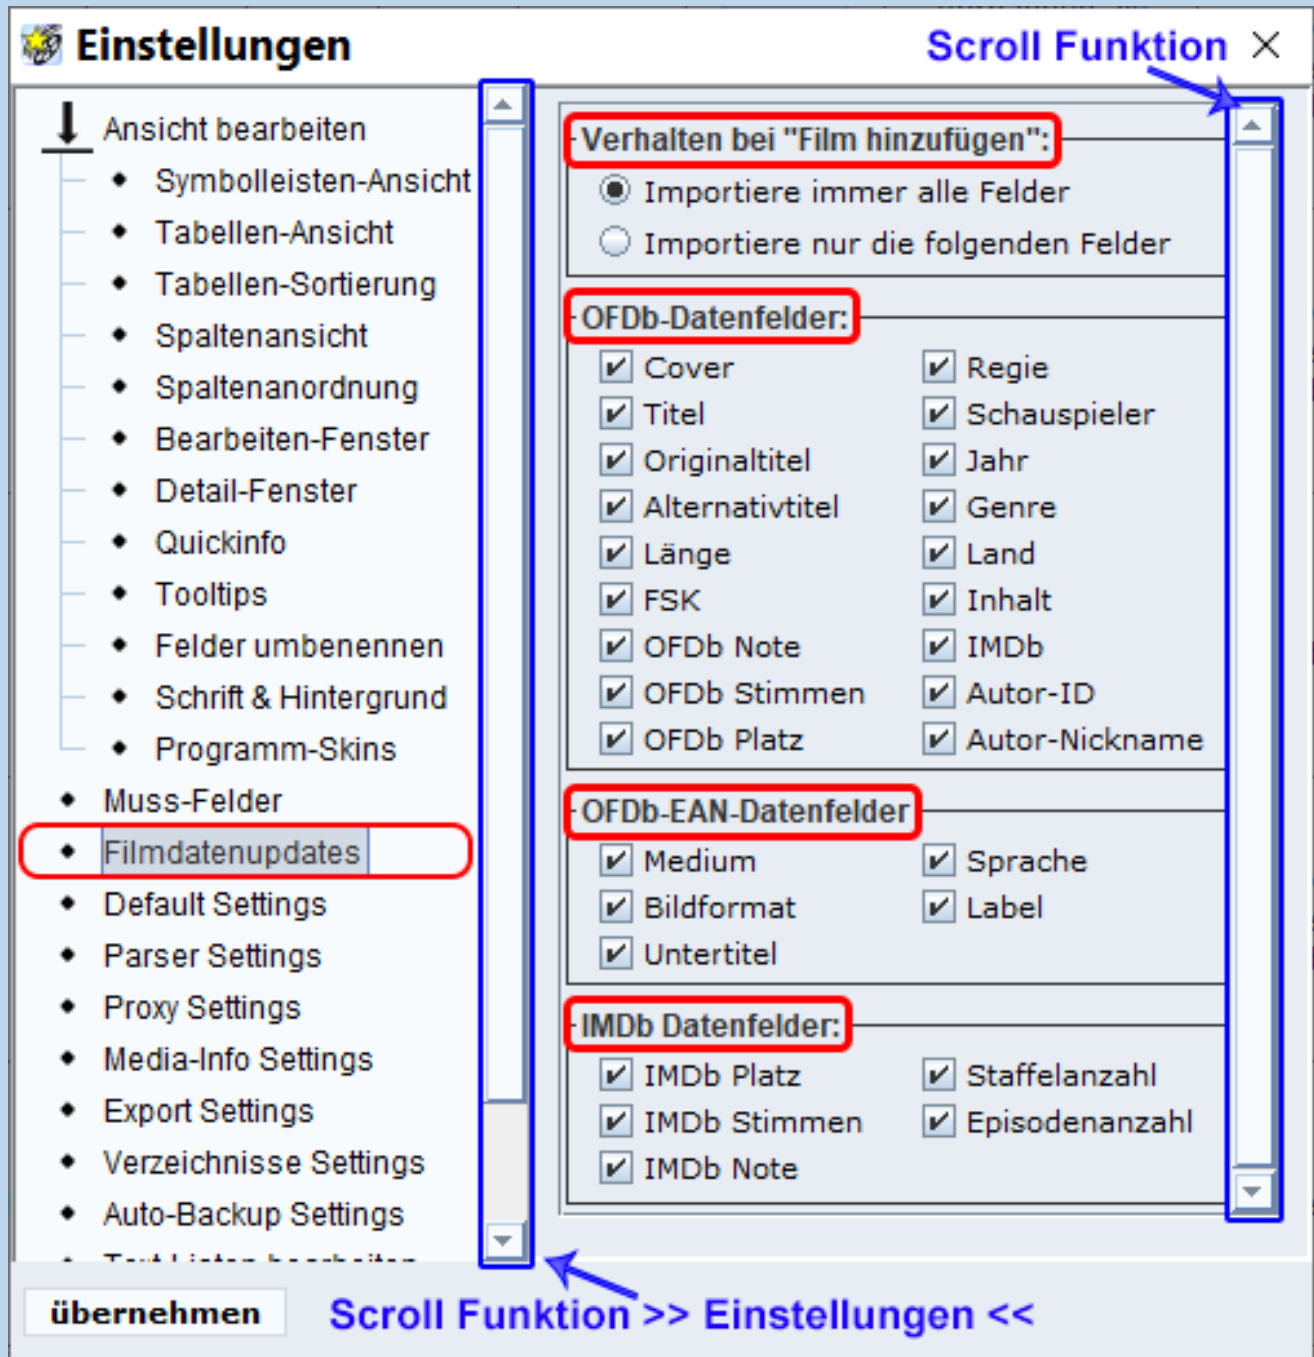 Einstellungen
Scroll Funktion
Ansicht bearbeiten
Symbolleisten-Ansicht
Tabellen-Ansicht
Tabellen-Sortierung
Spaltenansicht
Spaltenanordnung
Bearbeiten-Fenster
Detail-Fenster
Quickinfo
Tooltips
Felder umbenennen
Schrift & Hintergrund
Programm-Skins
Muss-Felder
Filmdatenupdates
Default Settings
Parser Settings
Proxy Settings
Media-Info Settings
Export Settings
Verzeichnisse Settings
Auto-Backup Settings
Verhalten bei "Film hinzufügen":
Importiere immer alle Felder
Importiere nur die folgenden Felder
OFDb-Datenfelder:
Cover Regie
Titel Schauspieler
Originaltitel Jahr
Alternativtitel Genre
Länge Land
FSK Inhalt
OFDb Note IMDb
OFDb Stimmen Autor-ID
OFDb Platz Autor-Nickname
OFDb-EAN-Datenfelder
Medium Sprache
Bildformat Label
Untertitel
IMDb Datenfelder:
IMDb Platz Staffelanzahl
IMDb Stimmen Episodenanzahl
IMDb Note
übernehmen
Scroll Funktion >> Einstellungen <<